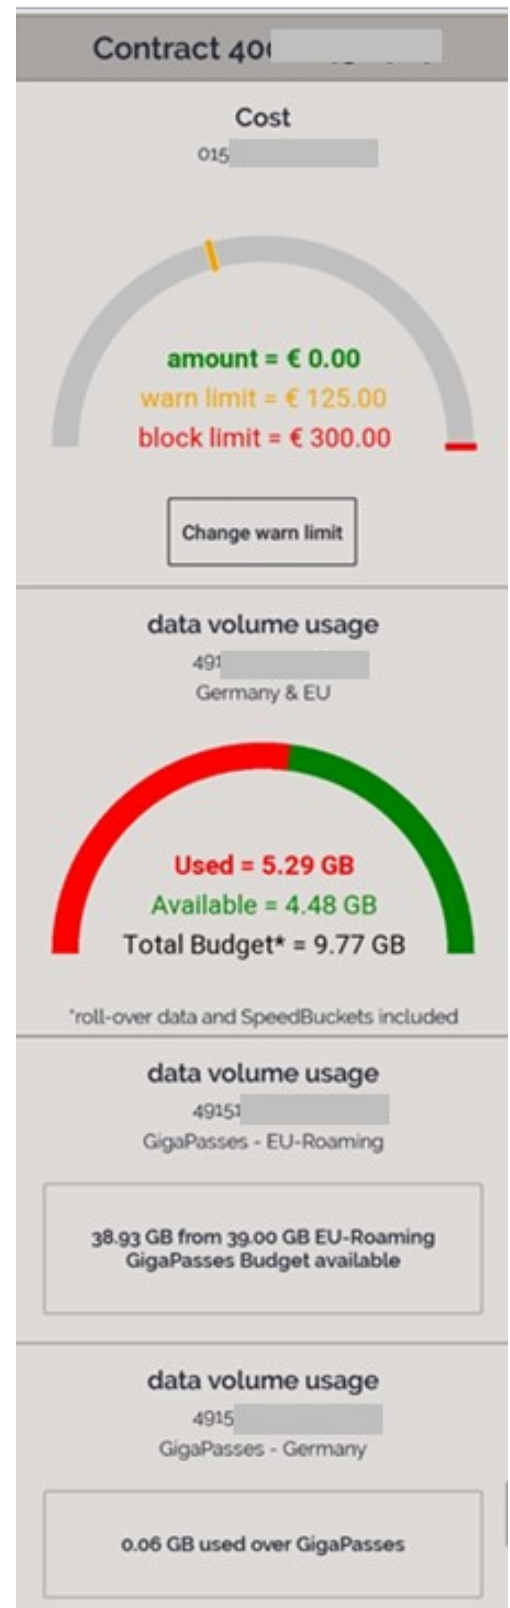 Contract 40
Cost
015
amount = € 0.00
warn limit = € 125.00
block limit = € 300.00
Change warn limit
data volume usage
491
Germany & EU
Used = 5.29 GB
Available = 4.48 GB
Total Budget* = 9.77 GB
*roll-over data and SpeedBuckets included
data volume usage
49151
GigaPasses - EU-Roaming
38.93 GB from 39.00 GB EU-Roaming
GigaPasses Budget available
data volume usage
4915
GigaPasses - Germany
0.06 GB used over GigaPasses